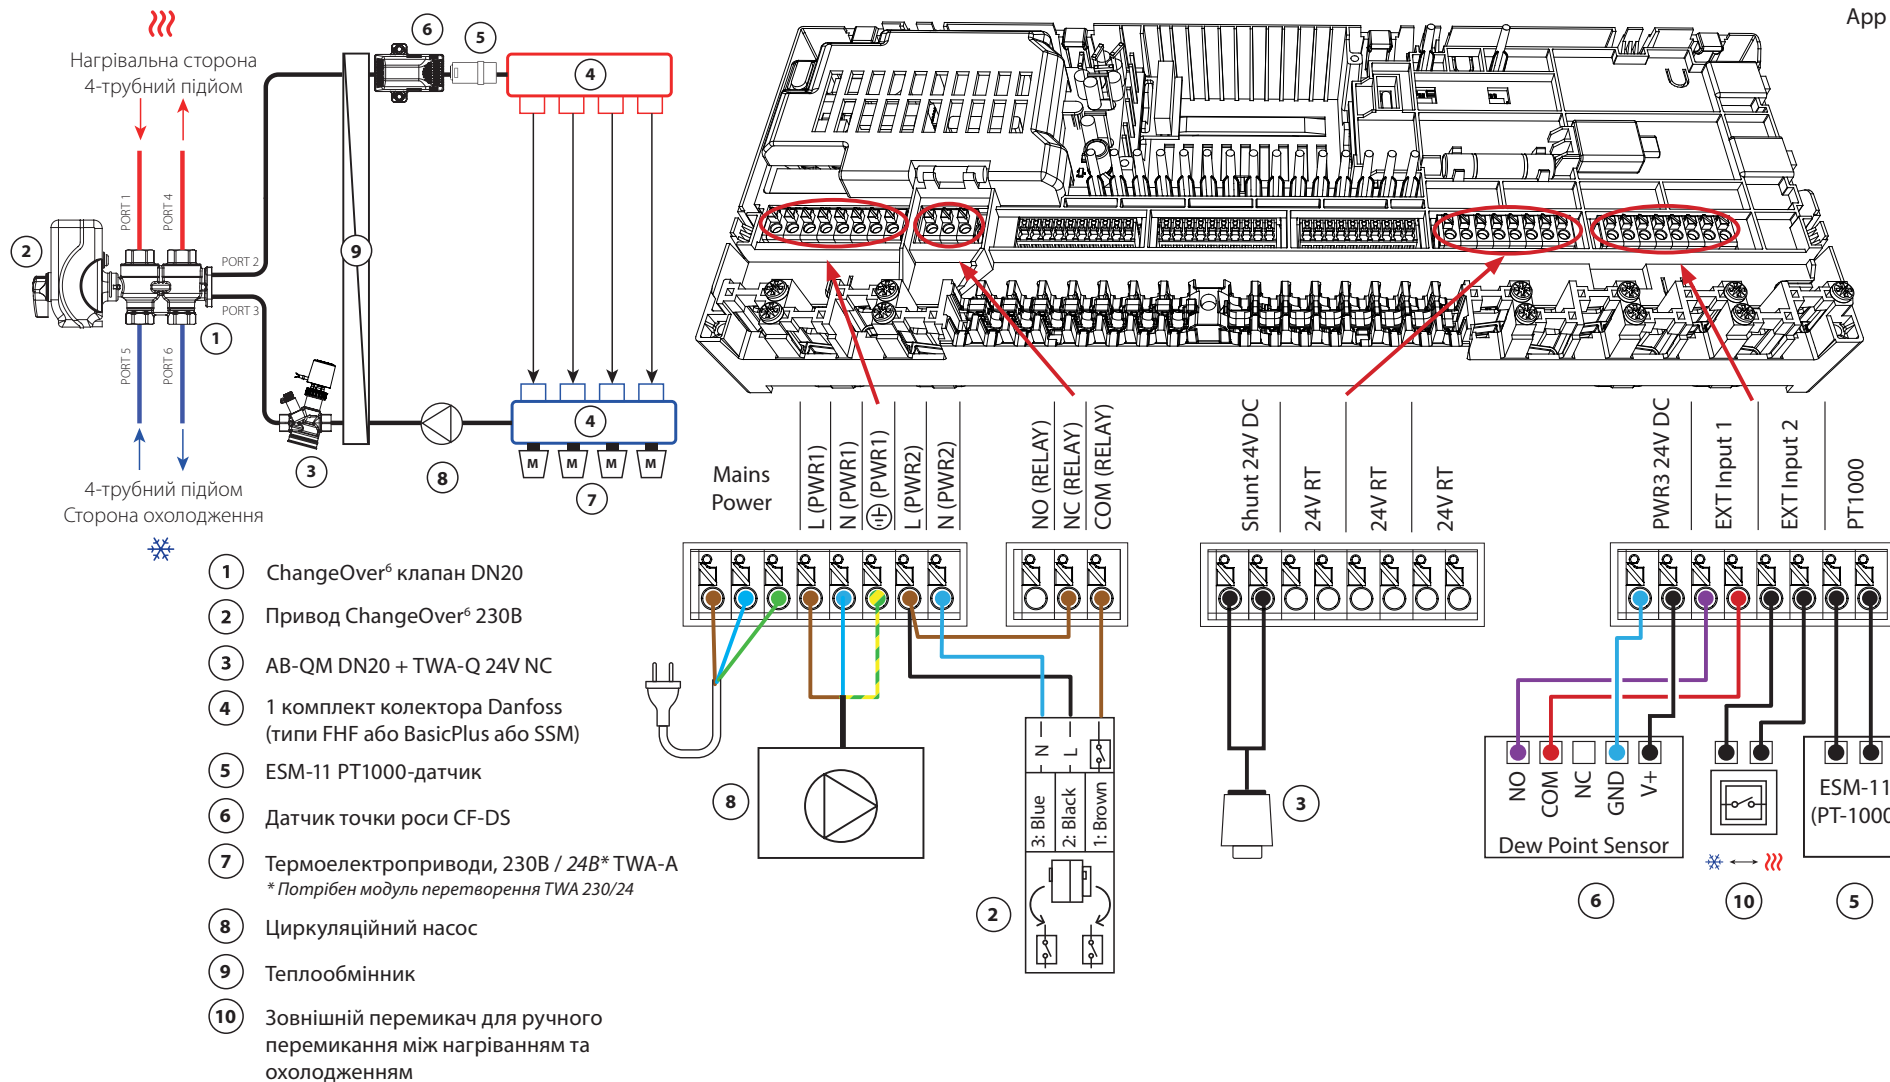 App
Нагрівальна сторона
4-трубний підйом
6
5
4
PORT 1
PORT 4
2
9
PORT 2
PORT 3
1
PORT 5
PORT 6
4
3
8
M
M
M
M
7
4-трубний підйом
Сторона охолодження
1 ChangeOver⁶ клапан DN20
2 Привод ChangeOver⁶ 230В
3 AB-QM DN20 + TWA-Q 24V NC
4 1 комплект колектора Danfoss
(типи FHF або BasicPlus або SSM)
5 ESM-11 PT1000-датчик
6 Датчик точки роси CF-DS
7 Термоелектроприводи, 230В / 24В* TWA-A
* Потрібен модуль перетворення TWA 230/24
8 Циркуляційний насос
9 Теплообмінник
10 Зовнішній перемикач для ручного
перемикання між нагріванням та
охолодженням
Mains
Power
L (PWR1)
N (PWR1)
(PWR1)
L (PWR2)
N (PWR2)
NO (RELAY)
NC (RELAY)
COM (RELAY)
Shunt 24V DC
24V RT
24V RT
24V RT
PWR3 24V DC
EXT Input 1
EXT Input 2
PT1000
8
N
L
3: Blue
2: Black
1: Brown
2
3
NO
COM
NC
GND
V+
Dew Point Sensor
6
10
ESM-11
(PT-1000
5